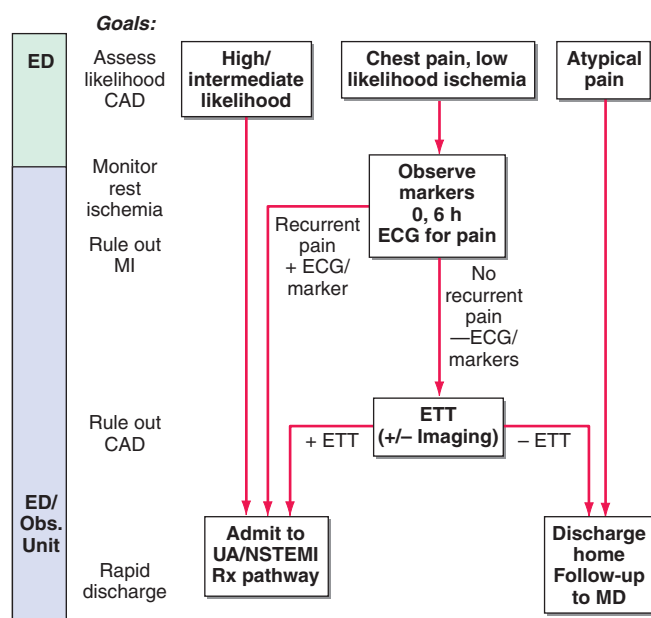 Goals:
ED
Assess
likelihood
CAD
High/
intermediate
likelihood
Chest pain, low
likelihood ischemia
Atypical
pain
Monitor
rest
ischemia
Rule out
MI
Observe
markers
0, 6 h
ECG for pain
Recurrent
pain
+ ECG/
marker
No
recurrent
pain
—ECG/
markers
Rule out
CAD
ETT
(+/– Imaging)
+ ETT
– ETT
ED/
Obs.
Unit
Rapid
discharge
Admit to
UA/NSTEMI
Rx pathway
Discharge
home
Follow-up
to MD